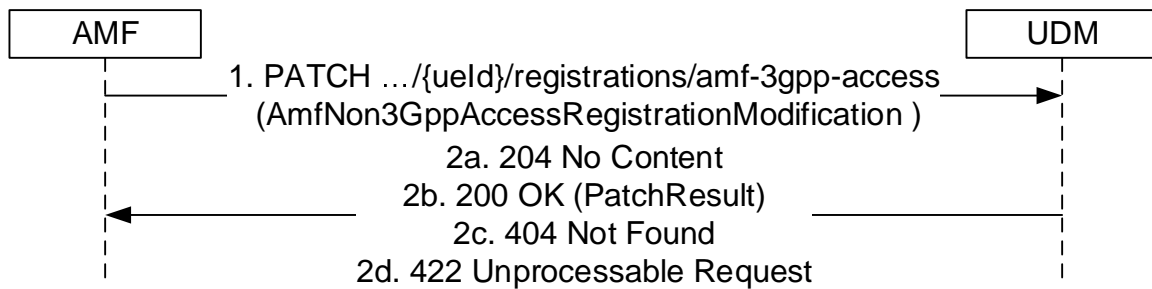 AMF
UDM
1. PATCH …/{ueId}/registrations/amf-3gpp-access
(AmfNon3GppAccessRegistrationModification )
2a. 204 No Content
2b. 200 OK (PatchResult)
2c. 404 Not Found
2d. 422 Unprocessable Request